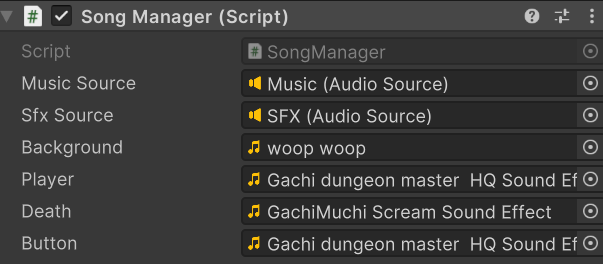 # Song Manager (Script)
Script # SongManager
Music Source Music (Audio Source)
Sfx Source SFX (Audio Source)
Background woop woop
Player Gachi dungeon master  HQ Sound Ef
Death GachiMuchi Scream Sound Effect
Button Gachi dungeon master  HQ Sound Ef